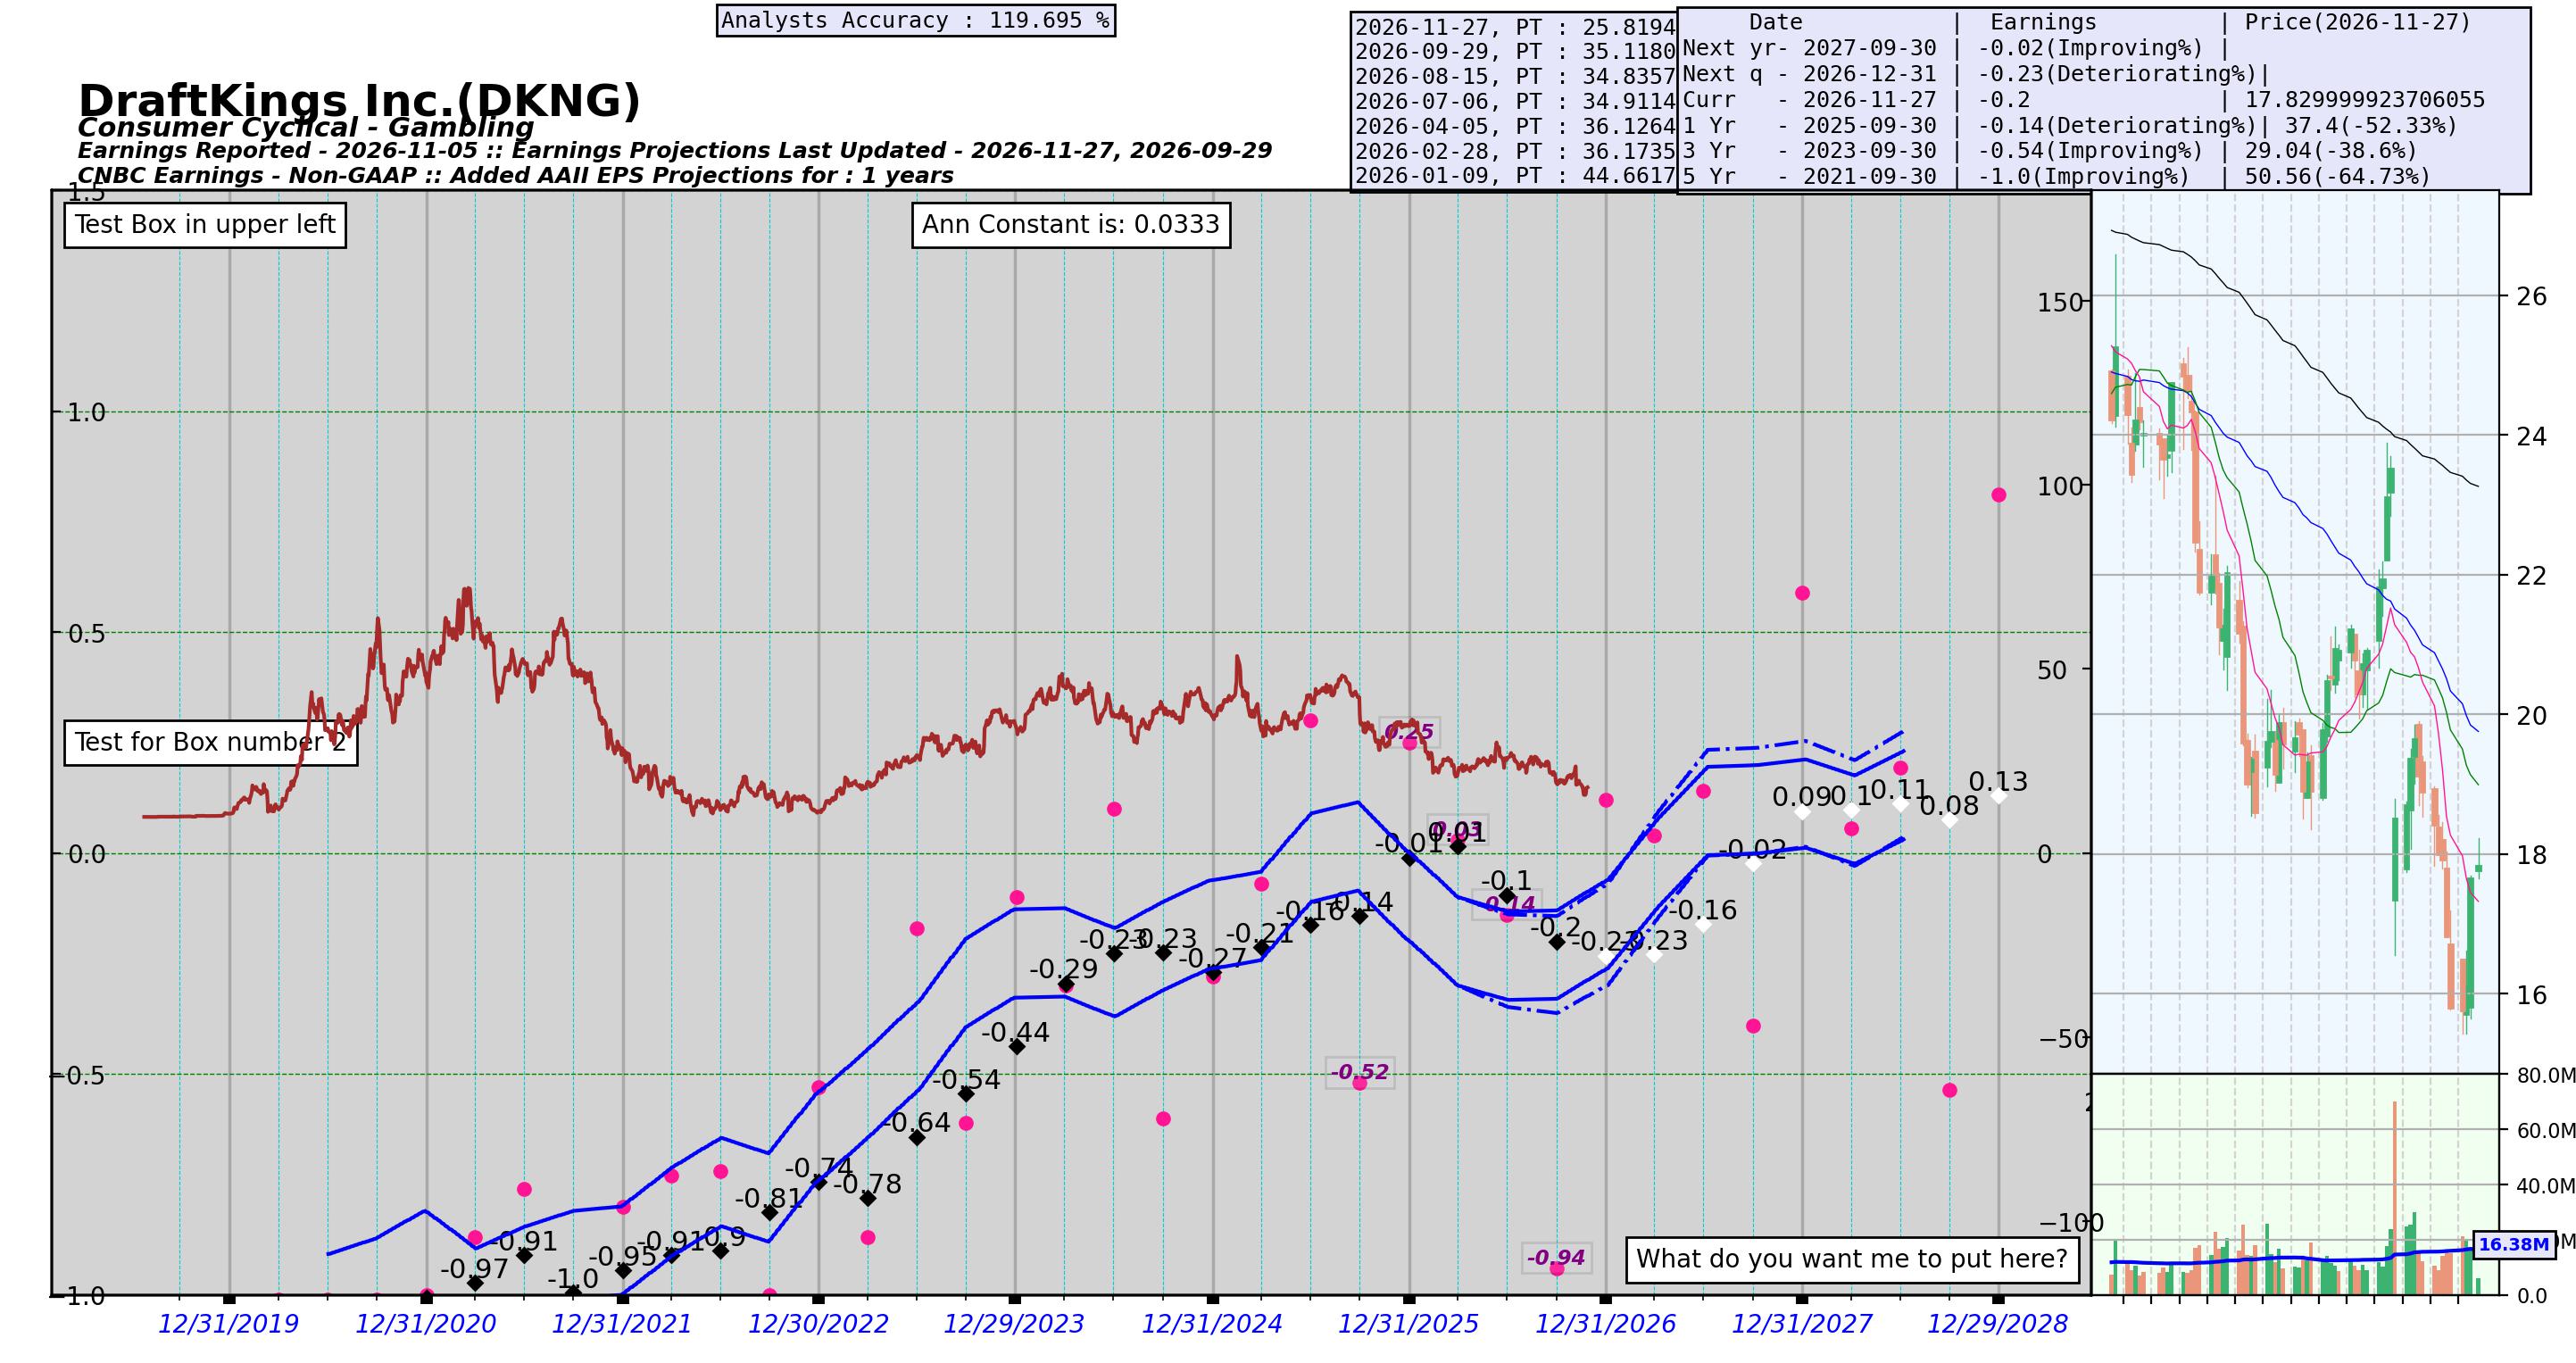 Analysts Accuracy : 119.695 %
2026-11-27, PT : 25.8194
2026-09-29, PT : 35.1180
2026-08-15, PT : 34.8357
2026-07-06, PT : 34.9114
2026-04-05, PT : 36.1264
2026-02-28, PT : 36.1735
2026-01-09, PT : 44.6617
Date | Earnings | Price(2026-11-27)
Next yr- 2027-09-30 | -0.02(Improving%) |
Next q - 2026-12-31 | -0.23(Deteriorating%)|
Curr - 2026-11-27 | -0.2 | 17.829999923706055
1 Yr - 2025-09-30 | -0.14(Deteriorating%)| 37.4(-52.33%)
3 Yr - 2023-09-30 | -0.54(Improving%) | 29.04(-38.6%)
5 Yr - 2021-09-30 | -1.0(Improving%) | 50.56(-64.73%)
DraftKings Inc.(DKNG)
Consumer Cyclical - Gambling
Earnings Reported - 2026-11-05 :: Earnings Projections Last Updated - 2026-11-27, 2026-09-29
CNBC Earnings - Non-GAAP :: Added AAII EPS Projections for : 1 years
Test Box in upper left
Ann Constant is: 0.0333
Test for Box number 2
What do you want me to put here?
1.5
1.0
0.5
0.0
-0.5
-1.0
150
100
50
0
−50
−100
26
24
22
20
18
16
80.0M
60.0M
40.0M
0.0
16.38M
-0.97
-0.91
-1.0
-0.95
-0.91
-0.9
-0.81
-0.74
-0.78
-0.64
-0.54
-0.44
-0.29
-0.23
-0.23
-0.27
-0.21
-0.16
-0.14
-0.01
0.01
-0.1
-0.2
-0.23
-0.23
-0.16
-0.02
0.09
0.1
0.11
0.08
0.13
0.25
0.03
-0.52
-0.94
12/31/2019
12/31/2020
12/31/2021
12/30/2022
12/29/2023
12/31/2024
12/31/2025
12/31/2026
12/31/2027
12/29/2028